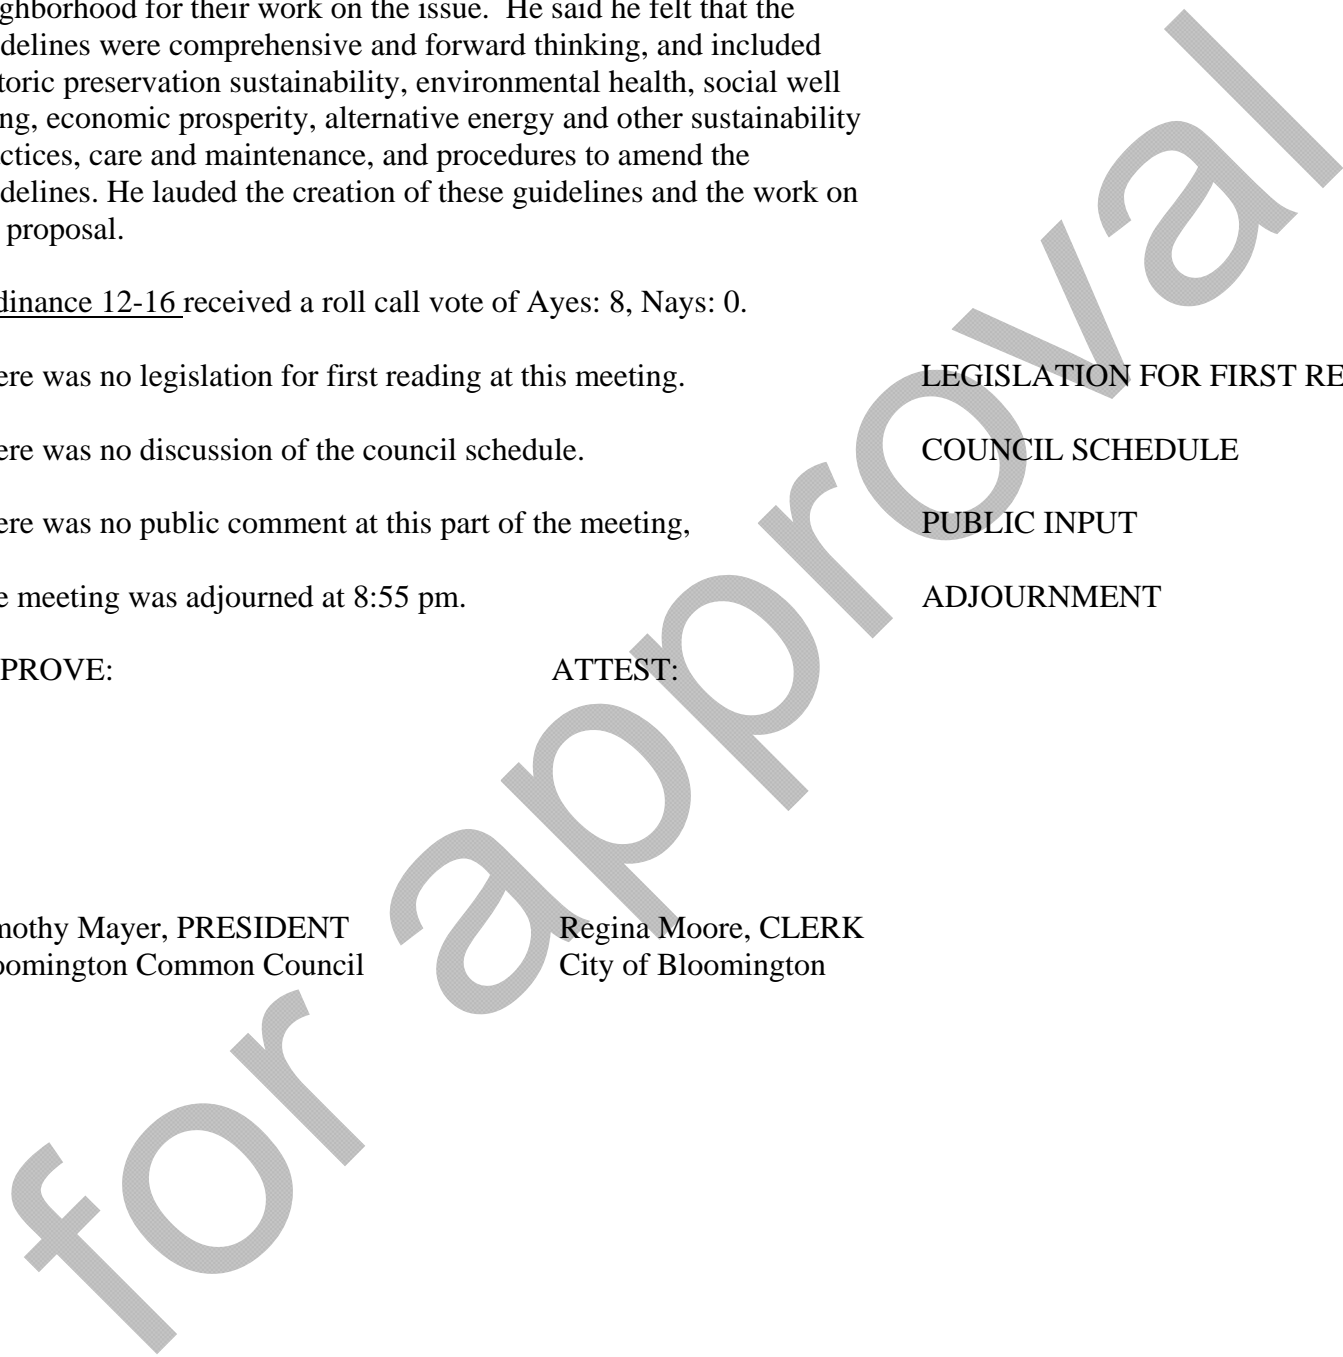 ghborhood for their work on the issue.  He said he felt that the
delines were comprehensive and forward thinking, and included
toric preservation sustainability, environmental health, social well
ng, economic prosperity, alternative energy and other sustainability
ctices, care and maintenance, and procedures to amend the
delines. He lauded the creation of these guidelines and the work on
proposal.
dinance 12-16 received a roll call vote of Ayes: 8, Nays: 0.
ere was no legislation for first reading at this meeting. LEGISLATION FOR FIRST RE
ere was no discussion of the council schedule. COUNCIL SCHEDULE
ere was no public comment at this part of the meeting, PUBLIC INPUT
e meeting was adjourned at 8:55 pm. ADJOURNMENT
PROVE: ATTEST:
mothy Mayer, PRESIDENT Regina Moore, CLERK
oomington Common Council City of Bloomington
for approval